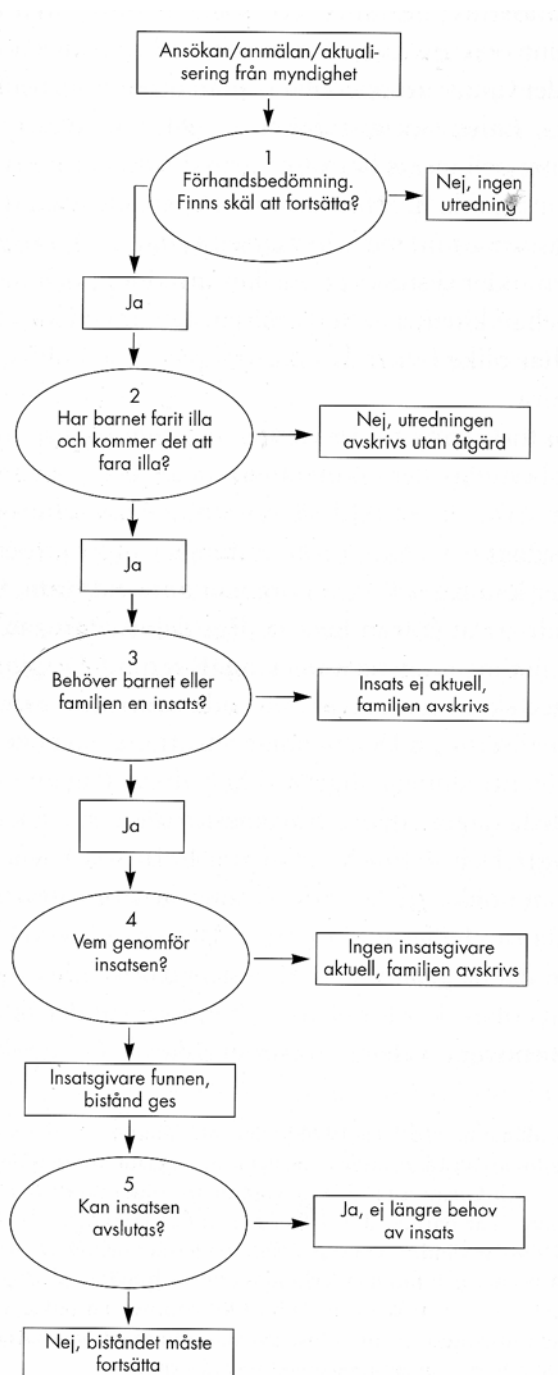 Ansökan/anmälan/aktuali-
sering från myndighet
1
Förhandsbedömning.
Finns skäl att fortsätta?
Nej, ingen
utredning
Ja
2
Har barnet farit illa
och kommer det att
fara illa?
Nej, utredningen
avskrivs utan åtgärd
Ja
3
Behöver barnet eller
familjen en insats?
Insats ej aktuell,
familjen avskrivs
Ja
4
Vem genomför
insatsen?
Ingen insatsgivare
aktuell, familjen avskrivs
Insatsgivare funnen,
bistånd ges
5
Kan insatsen
avslutas?
Ja, ej längre behov
av insats
Nej, biståndet måste
fortsätta